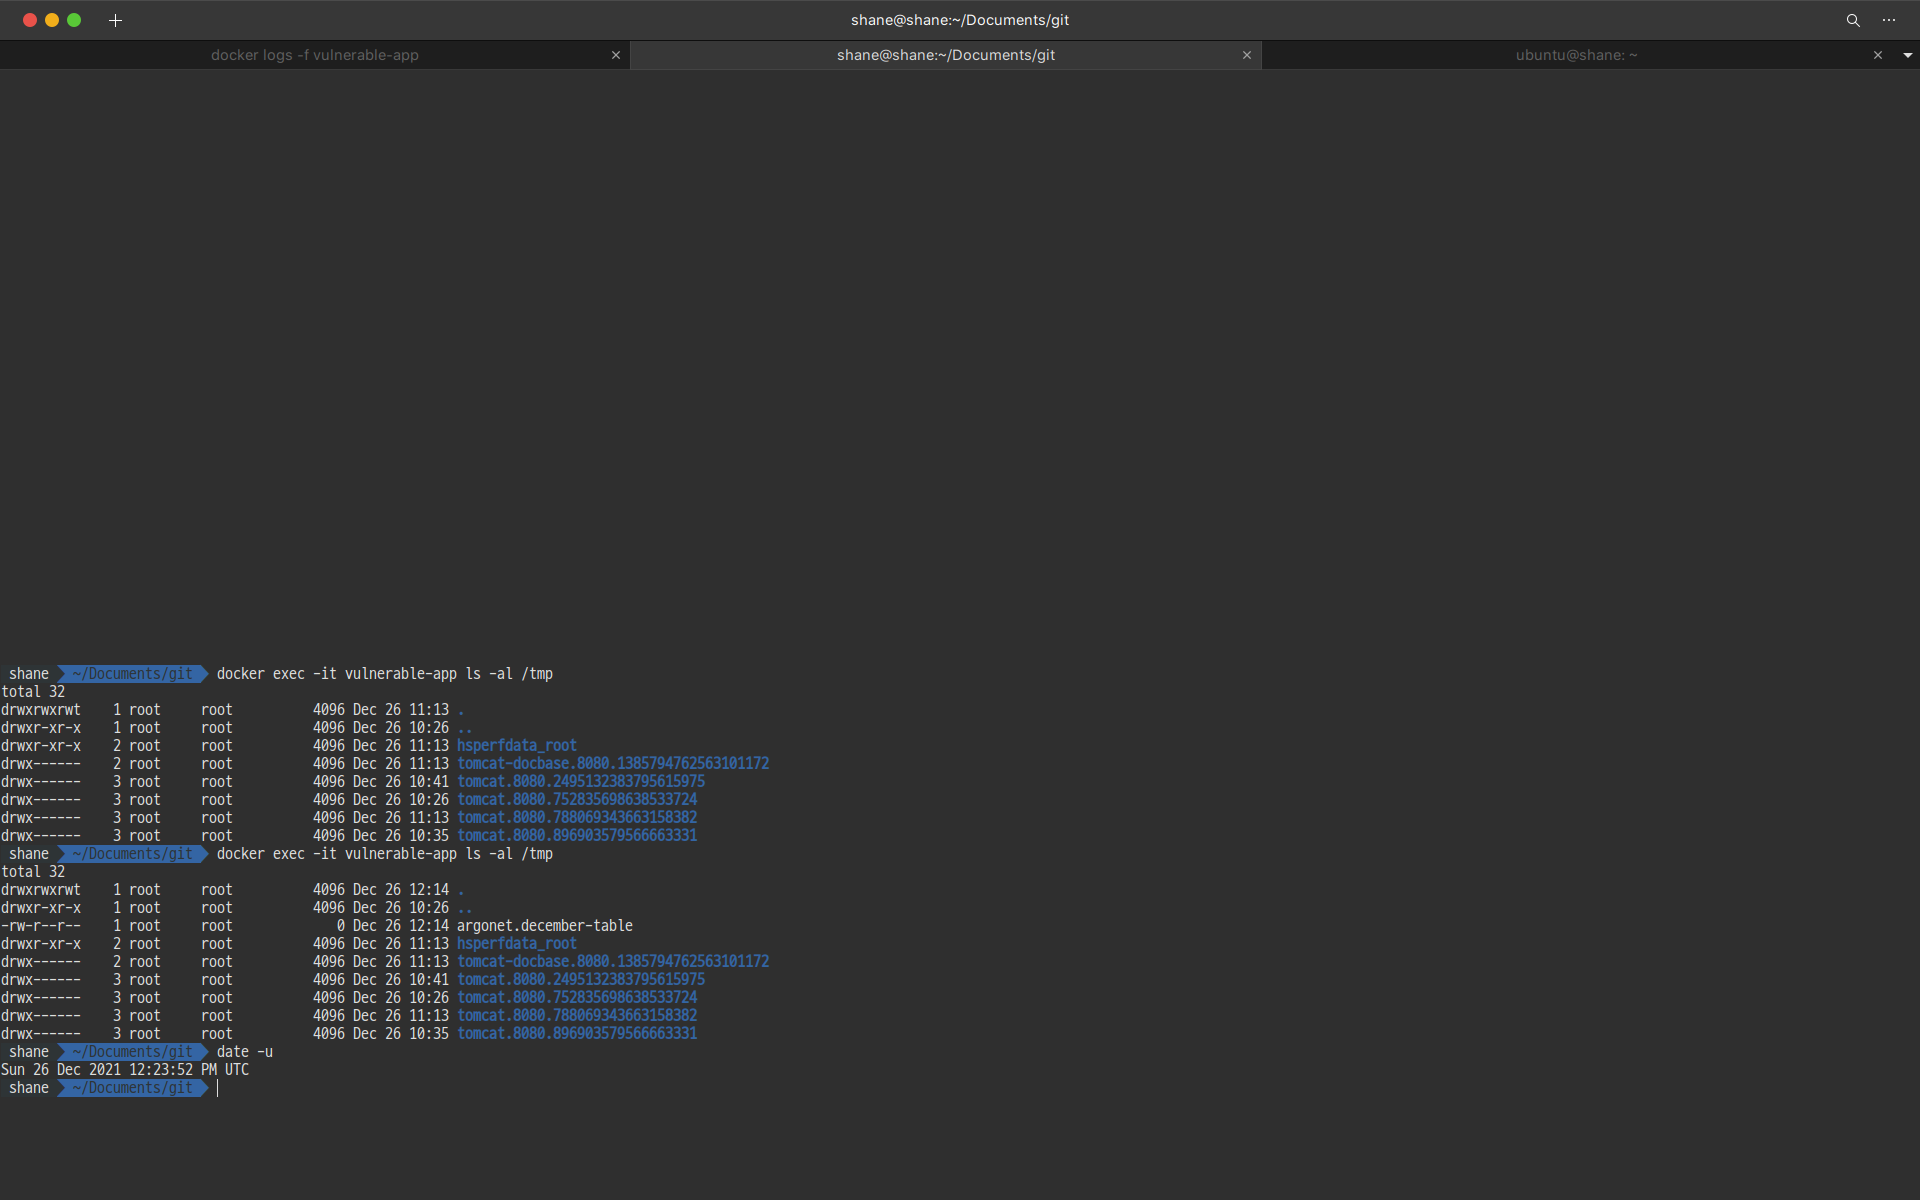 shane@shane:~/Documents/git
docker logs -f vulnerable-app
shane@shane:~/Documents/git
ubuntu@shane: ~
shane ~/Documents/git docker exec -it vulnerable-app ls -al /tmp
total 32
drwxrwxrwt 1 root root 4096 Dec 26 11:13 .
drwxr-xr-x 1 root root 4096 Dec 26 10:26 ..
drwxr-xr-x 2 root root 4096 Dec 26 11:13 hsperfdata_root
drwx------ 2 root root 4096 Dec 26 11:13 tomcat-docbase.8080.1385794762563101172
drwx------ 3 root root 4096 Dec 26 10:41 tomcat.8080.2495132383795615975
drwx------ 3 root root 4096 Dec 26 10:26 tomcat.8080.752835698638533724
drwx------ 3 root root 4096 Dec 26 11:13 tomcat.8080.788069343663158382
drwx------ 3 root root 4096 Dec 26 10:35 tomcat.8080.896903579566663331
shane ~/Documents/git docker exec -it vulnerable-app ls -al /tmp
total 32
drwxrwxrwt 1 root root 4096 Dec 26 12:14 .
drwxr-xr-x 1 root root 4096 Dec 26 10:26 ..
-rw-r--r-- 1 root root 0 Dec 26 12:14 argonet.december-table
drwxr-xr-x 2 root root 4096 Dec 26 11:13 hsperfdata_root
drwx------ 2 root root 4096 Dec 26 11:13 tomcat-docbase.8080.1385794762563101172
drwx------ 3 root root 4096 Dec 26 10:41 tomcat.8080.2495132383795615975
drwx------ 3 root root 4096 Dec 26 10:26 tomcat.8080.752835698638533724
drwx------ 3 root root 4096 Dec 26 11:13 tomcat.8080.788069343663158382
drwx------ 3 root root 4096 Dec 26 10:35 tomcat.8080.896903579566663331
shane ~/Documents/git date -u
Sun 26 Dec 2021 12:23:52 PM UTC
shane ~/Documents/git